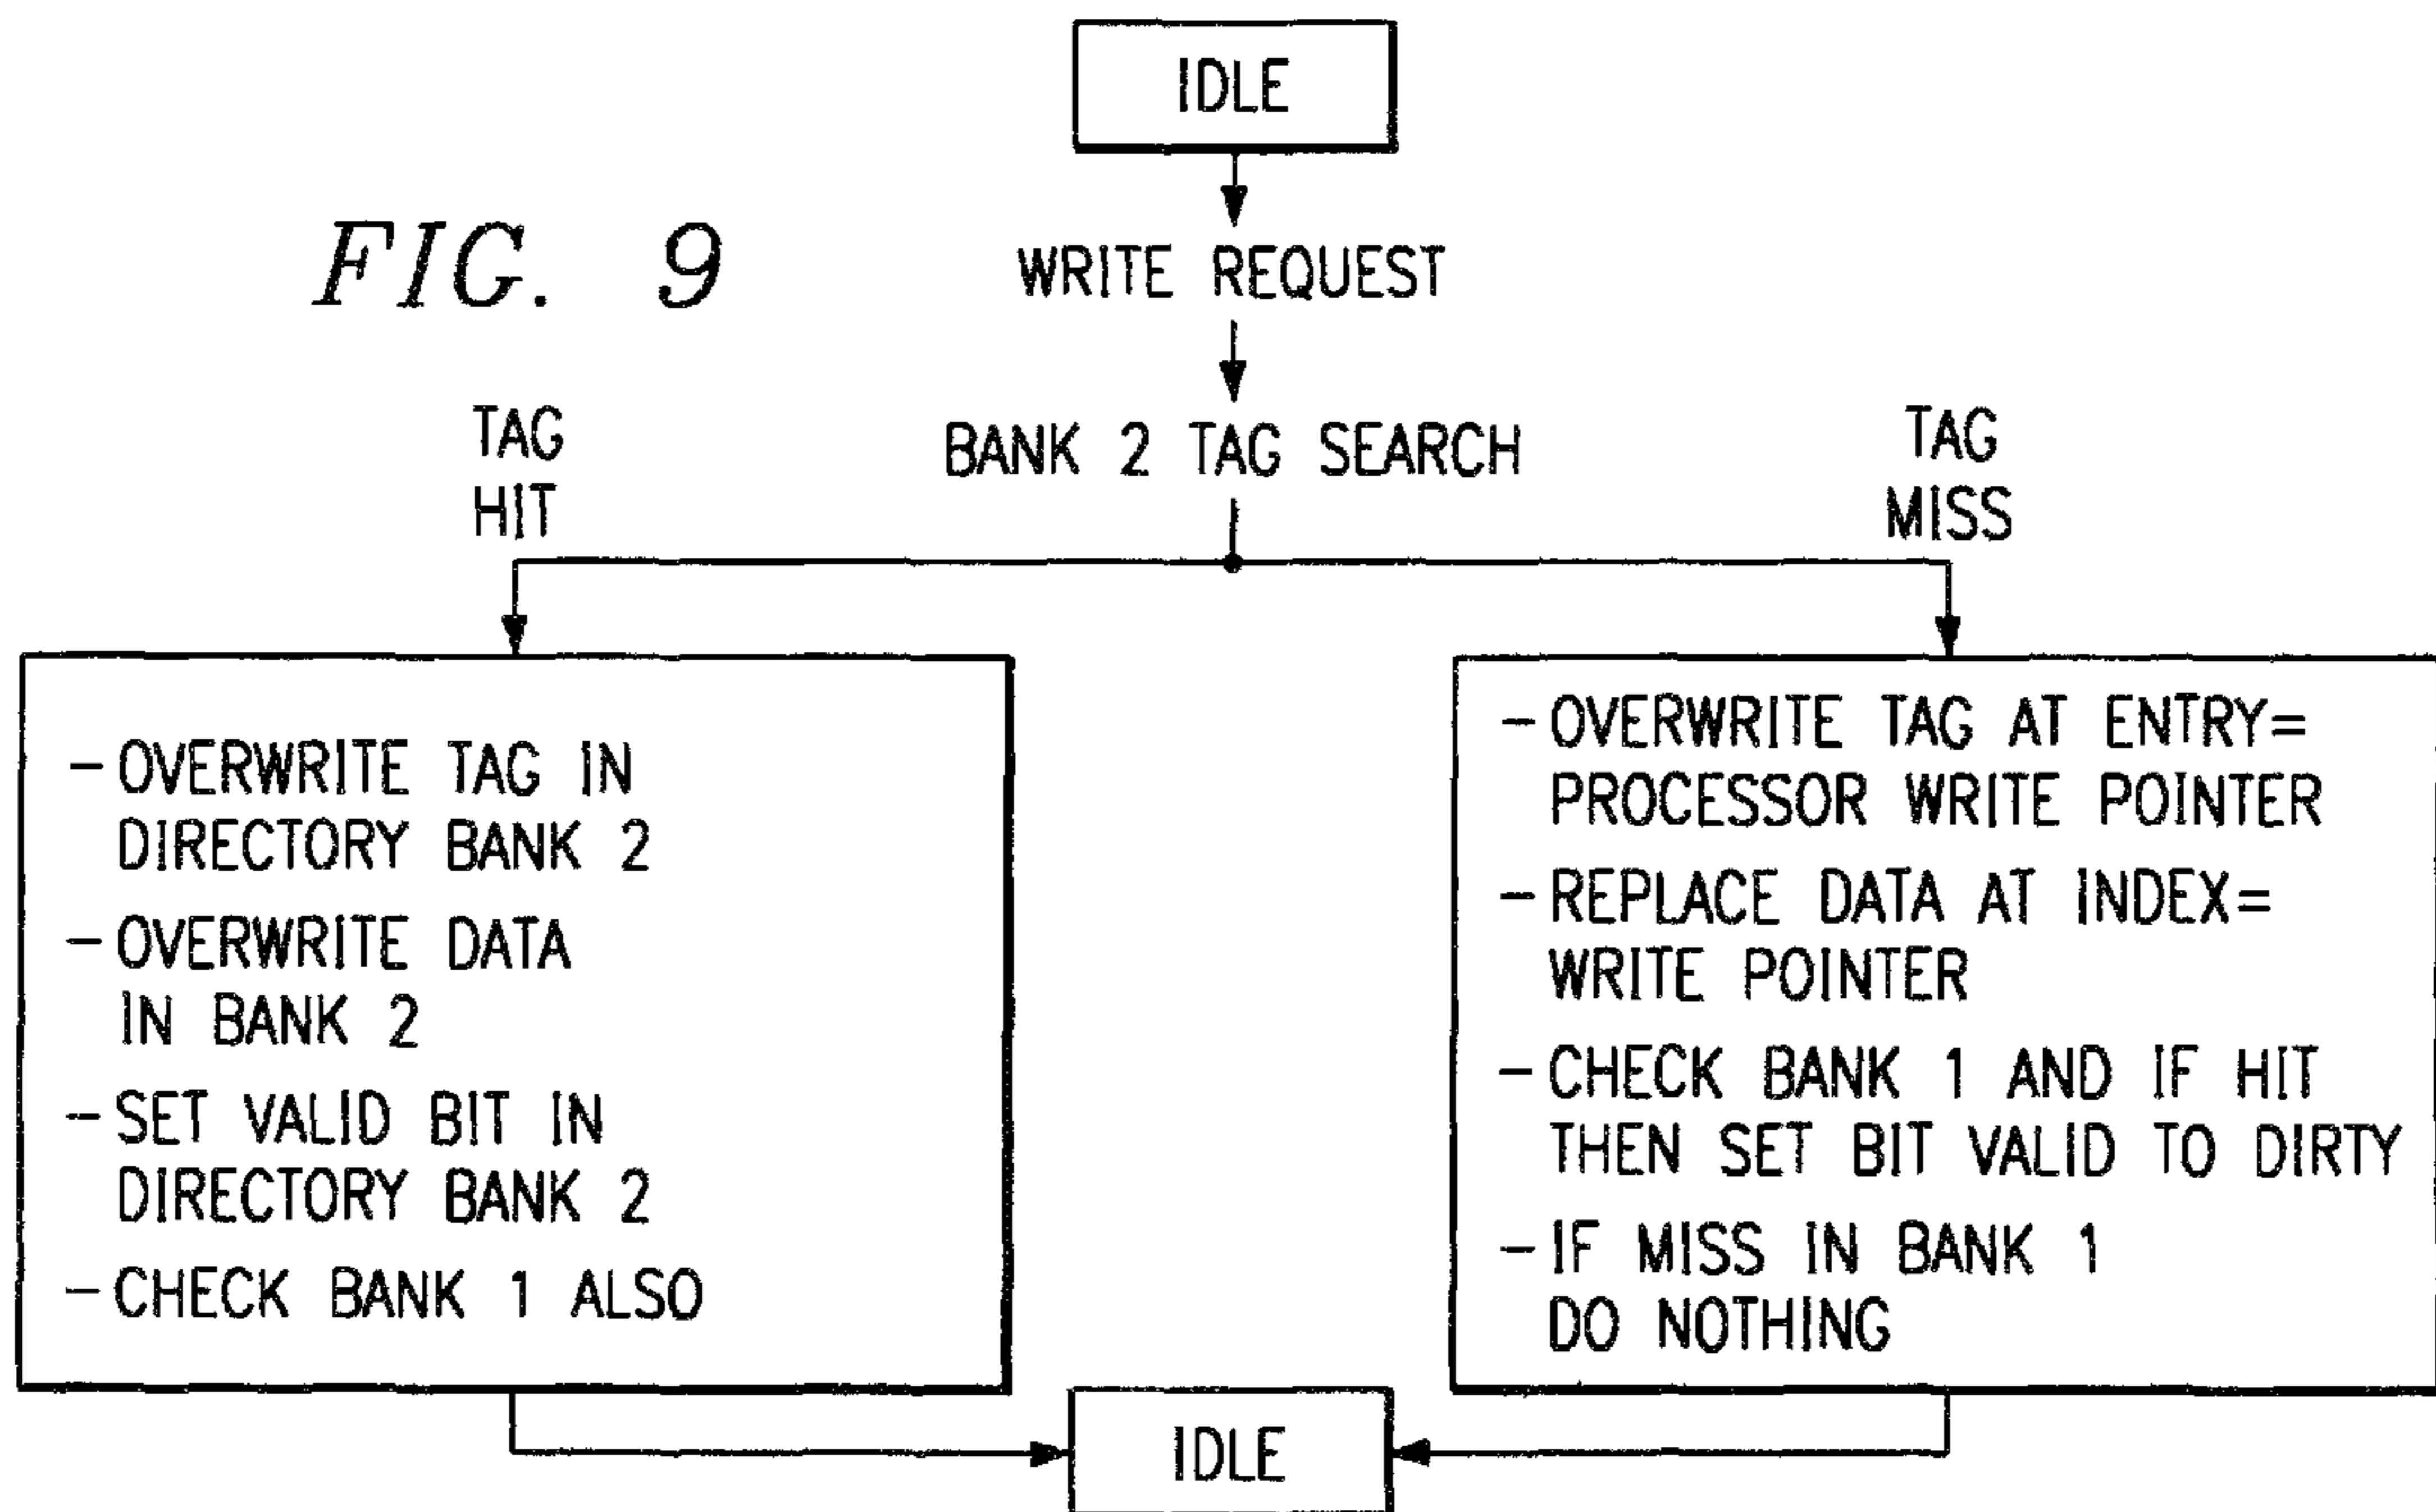 IDLE
FIG. 9
WRITE REQUEST
BANK 2 TAG SEARCH
TAG
HIT
TAG
MISS
-OVERWRITE TAG IN
DIRECTORY BANK 2
-OVERWRITE DATA
IN BANK 2
-SET VALID BIT IN
DIRECTORY BANK 2
-CHECK BANK 1 ALSO
-OVERWRITE TAG AT ENTRY=
PROCESSOR WRITE POINTER
-REPLACE DATA AT INDEX=
WRITE POINTER
-CHECK BANK 1 AND IF HIT
THEN SET BIT VALID TO DIRTY
-IF MISS IN BANK 1
DO NOTHING
IDLE